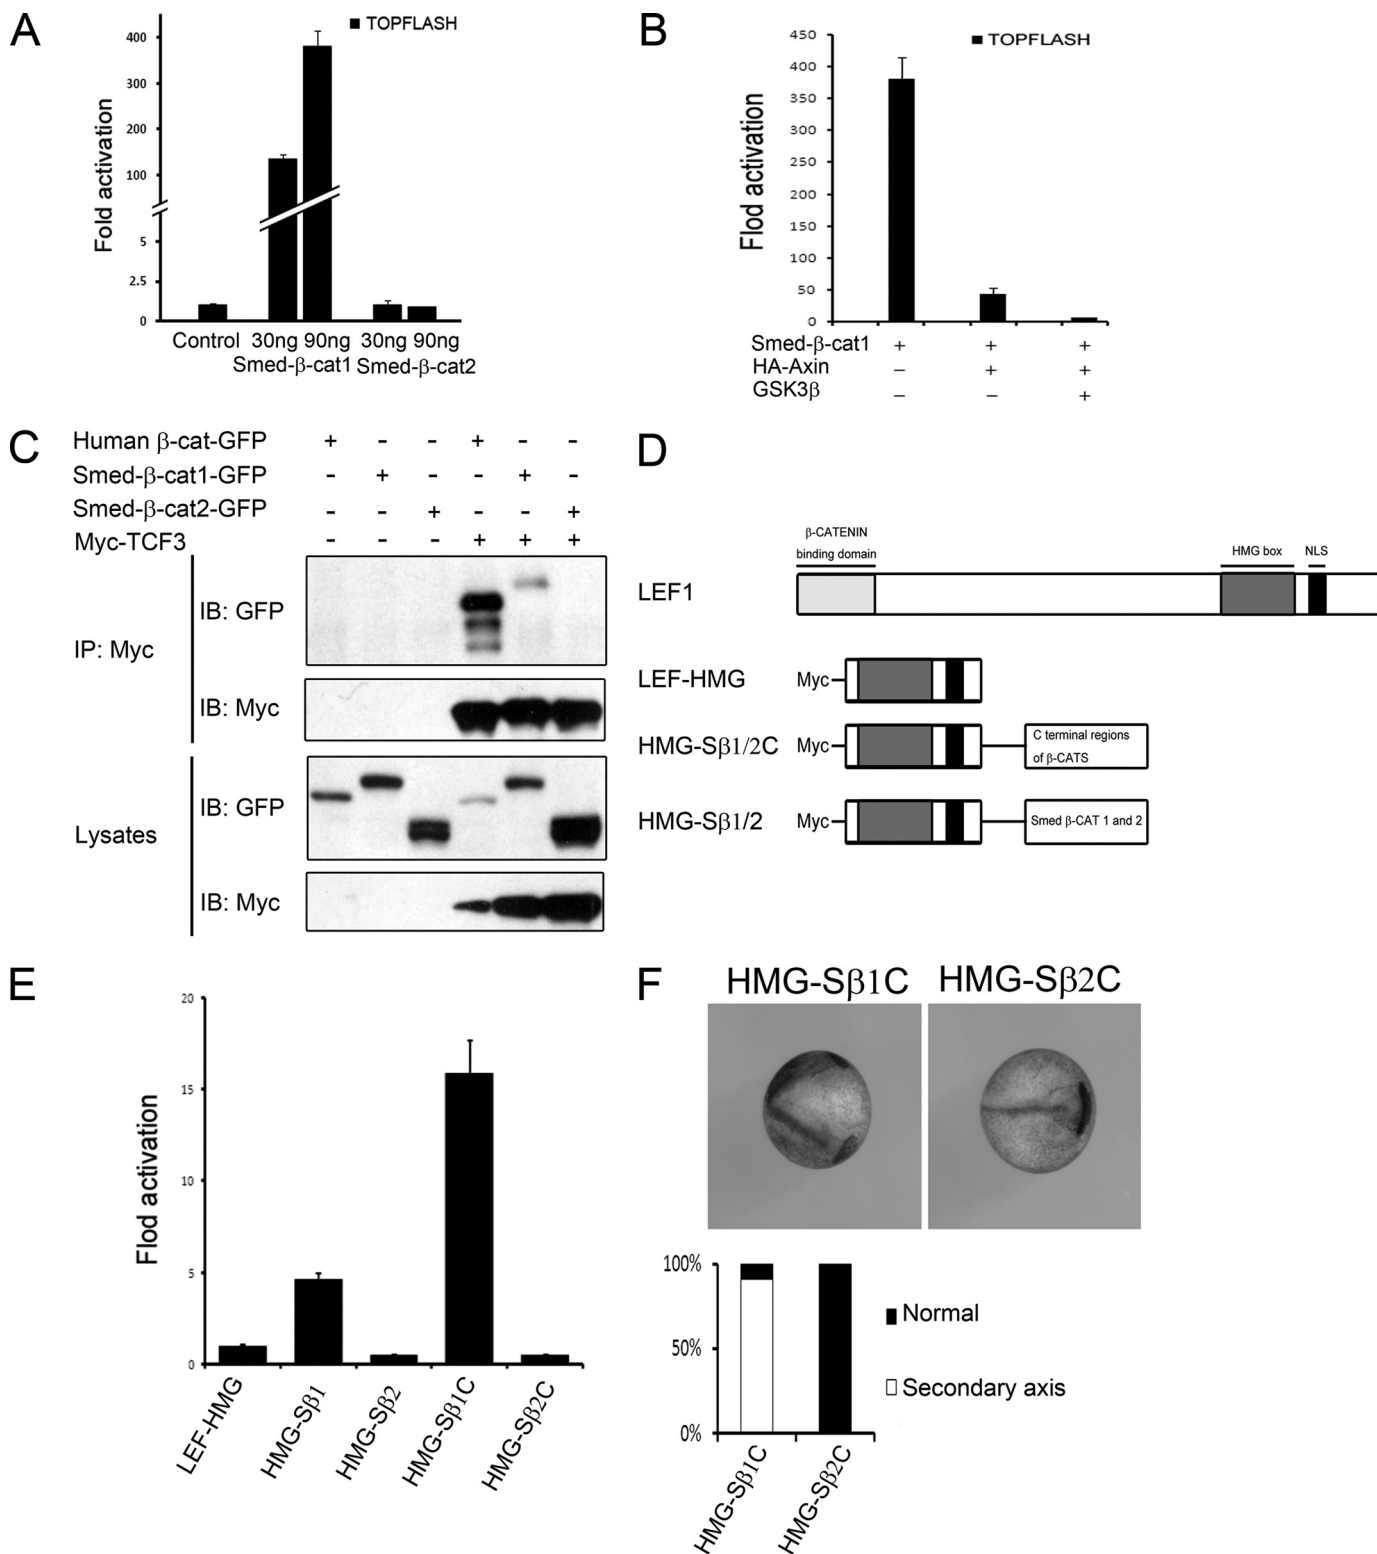 A
TOPFLASH
Fold activation
400
300
200
100
5
2.5
0
Control 30ng 90ng 30ng 90ng
Smed-β-cat1 Smed-β-cat2
B
TOPFLASH
Flod activation
450
400
350
300
250
200
150
100
50
0
Smed-β-cat1 + + +
HA-Axin – + +
GSK3β – – +
C
Human β-cat-GFP + - - + - -
Smed-β-cat1-GFP - + - - + -
Smed-β-cat2-GFP - - + - - +
Myc-TCF3 - - - + + +
IP: Myc
IB: GFP
IB: Myc
Lysates
IB: GFP
IB: Myc
D
β-CATENIN
binding domain
HMG box
NLS
LEF1
LEF-HMG
Myc
HMG-Sβ1/2C
Myc
C terminal regions
of β-CATS
HMG-Sβ1/2
Myc
Smed β-CAT 1 and 2
E
Flod activation
20
15
10
5
0
LEF-HMG
HMG-Sβ1
HMG-Sβ2
HMG-Sβ1C
HMG-Sβ2C
F
HMG-Sβ1C
HMG-Sβ2C
100%
50%
0%
Normal
Secondary axis
HMG-Sβ1C
HMG-Sβ2C